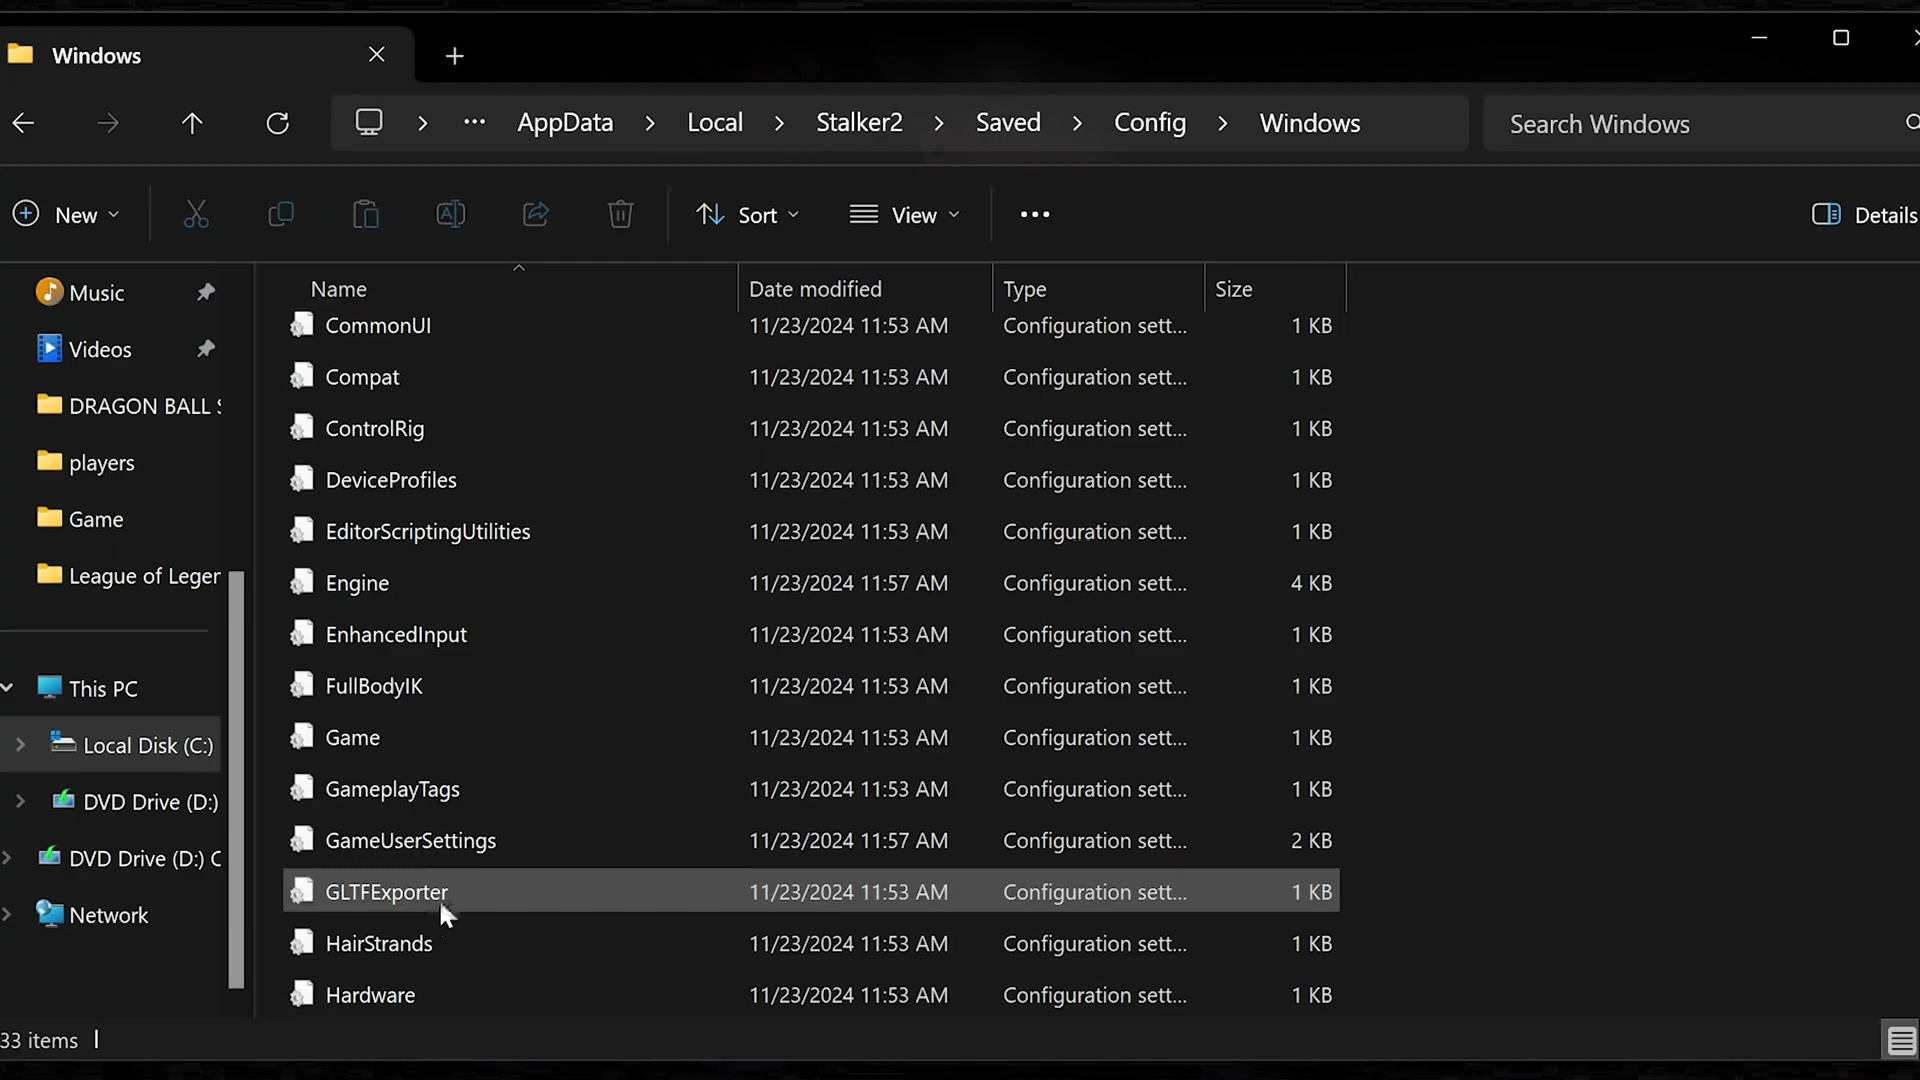 Windows
AppData Local Stalker2 Saved Config Windows
Search Windows
New Sort View Details
Music
Videos
DRAGON BALL
players
Game
League of Leger
This PC
Local Disk (C:)
DVD Drive (D:)
DVD Drive (D:) C
Network
Name Date modified Type Size
CommonUI 11/23/2024 11:53 AM Configuration sett... 1 KB
Compat 11/23/2024 11:53 AM Configuration sett... 1 KB
ControlRig 11/23/2024 11:53 AM Configuration sett... 1 KB
DeviceProfiles 11/23/2024 11:53 AM Configuration sett... 1 KB
EditorScriptingUtilities 11/23/2024 11:53 AM Configuration sett... 1 KB
Engine 11/23/2024 11:57 AM Configuration sett... 4 KB
EnhancedInput 11/23/2024 11:53 AM Configuration sett... 1 KB
FullBodyIK 11/23/2024 11:53 AM Configuration sett... 1 KB
Game 11/23/2024 11:53 AM Configuration sett... 1 KB
GameplayTags 11/23/2024 11:53 AM Configuration sett... 1 KB
GameUserSettings 11/23/2024 11:57 AM Configuration sett... 2 KB
GLTFExporter 11/23/2024 11:53 AM Configuration sett... 1 KB
HairStrands 11/23/2024 11:53 AM Configuration sett... 1 KB
Hardware 11/23/2024 11:53 AM Configuration sett... 1 KB
33 items